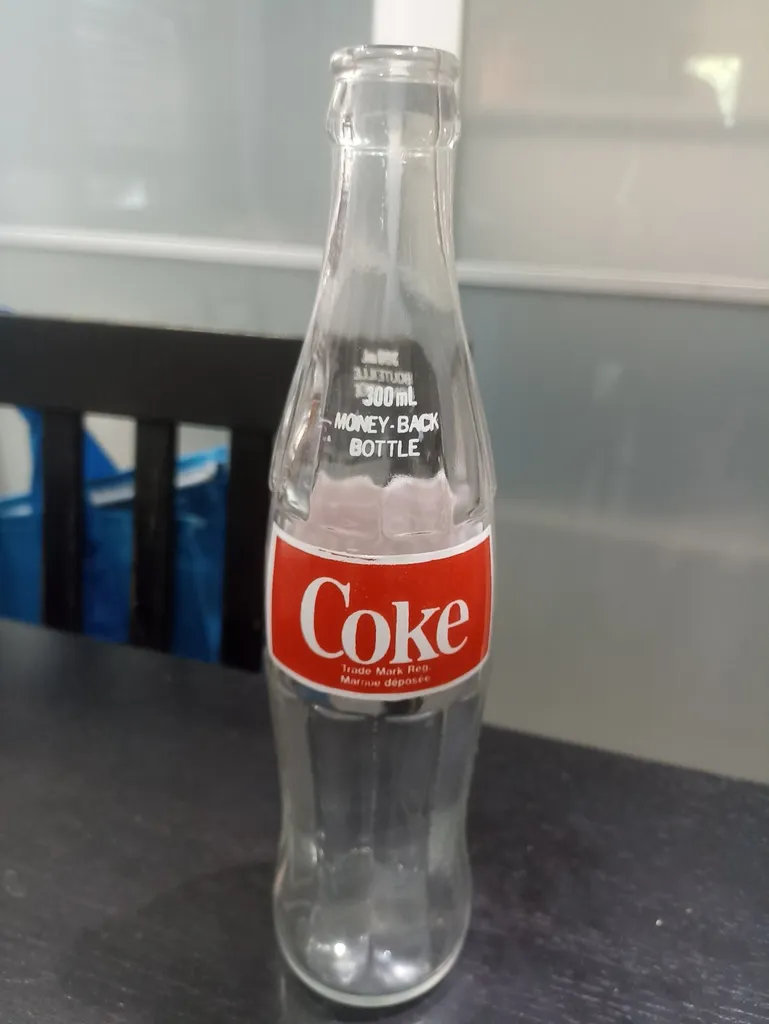 300 mL
MONEY-BACK
BOTTLE
Coke
Trade Mark Reg.
Marque déposée